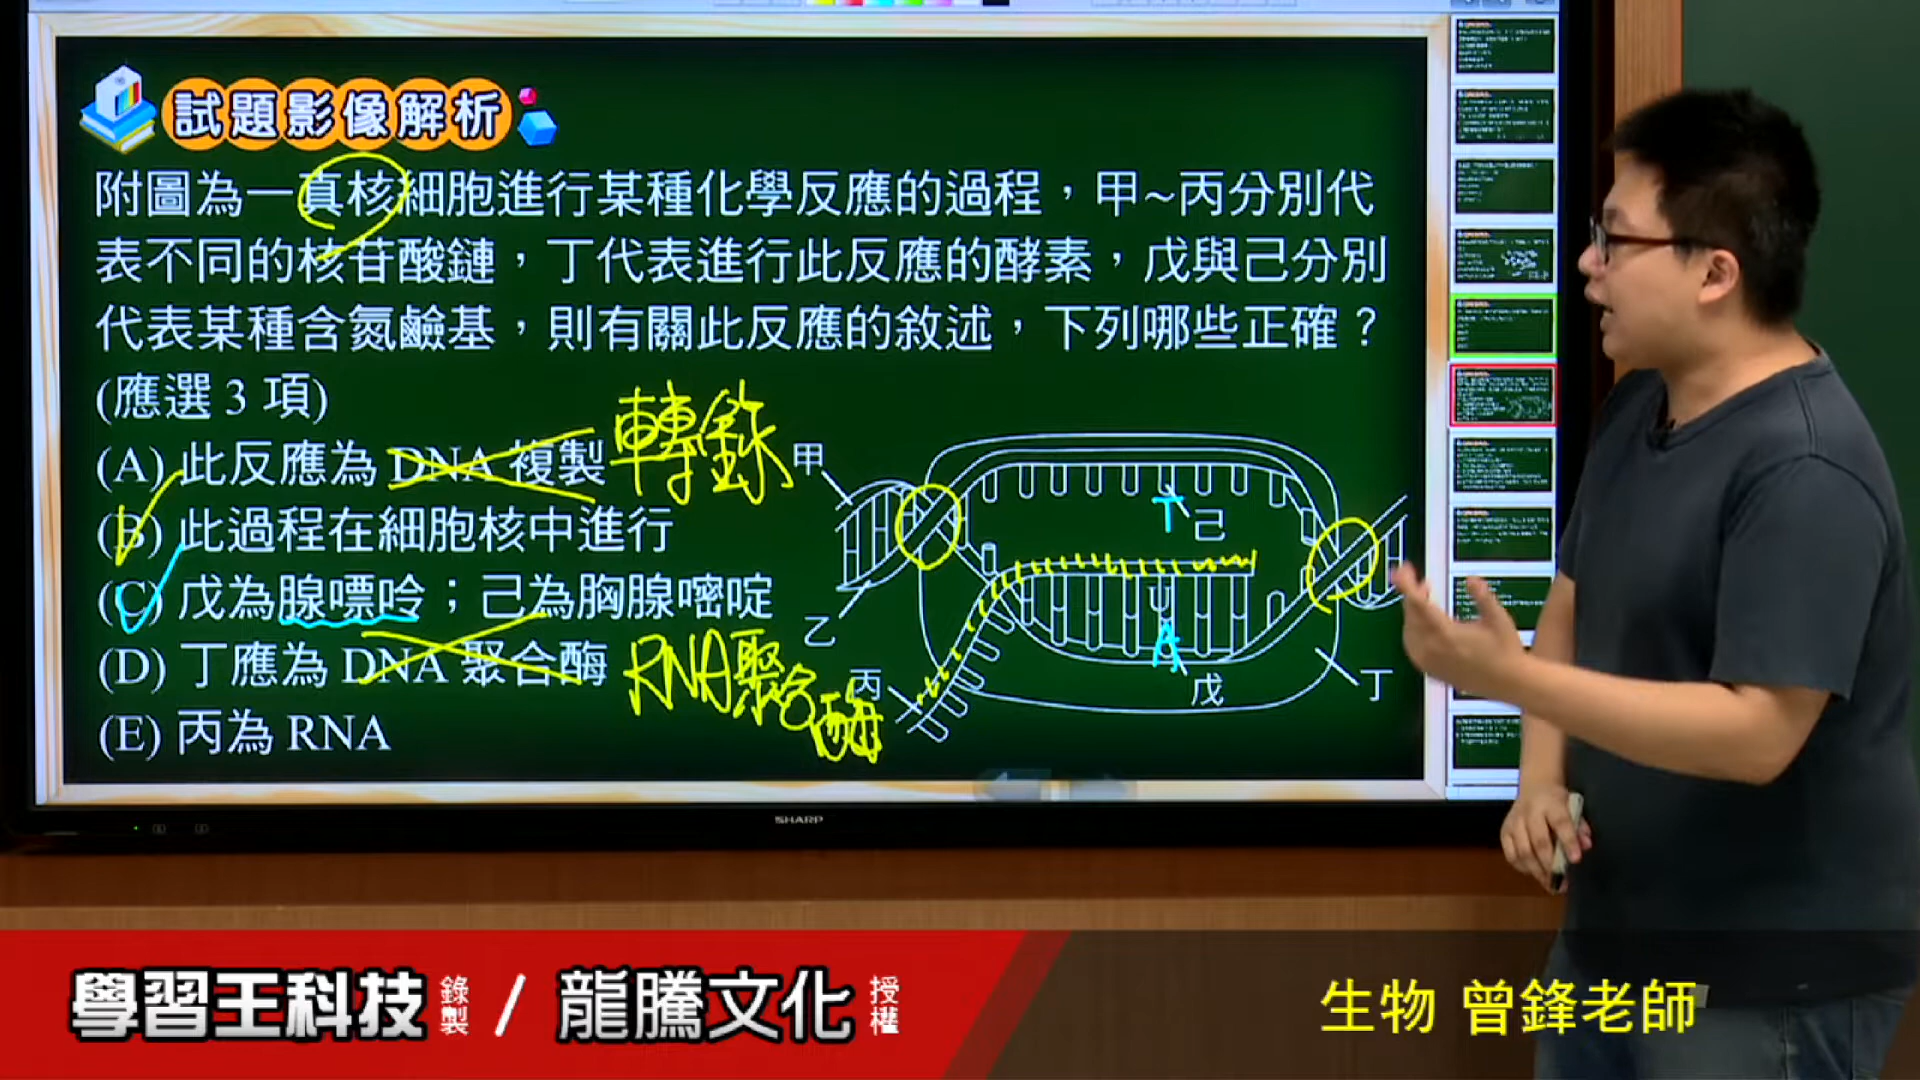 試題影像解析
附圖為一真核細胞進行某種化學反應的過程，甲~丙分別代
表不同的核苷酸鏈，丁代表進行此反應的酵素，戊與己分別
代表某種含氮鹼基，則有關此反應的敘述，下列哪些正確？
(應選 3 項)
(A) 此反應為 DNA 複製 轉錄
(B) 此過程在細胞核中進行
(C) 戊為腺嘌呤；己為胸腺嘧啶
(D) 丁應為 DNA 聚合酶 RNA聚合酶
(E) 丙為 RNA
甲
T
己
乙
U
A
丙
戊
丁
SHARP
學習王科技 錄製 / 龍騰文化 授權
生物 曾鋒老師